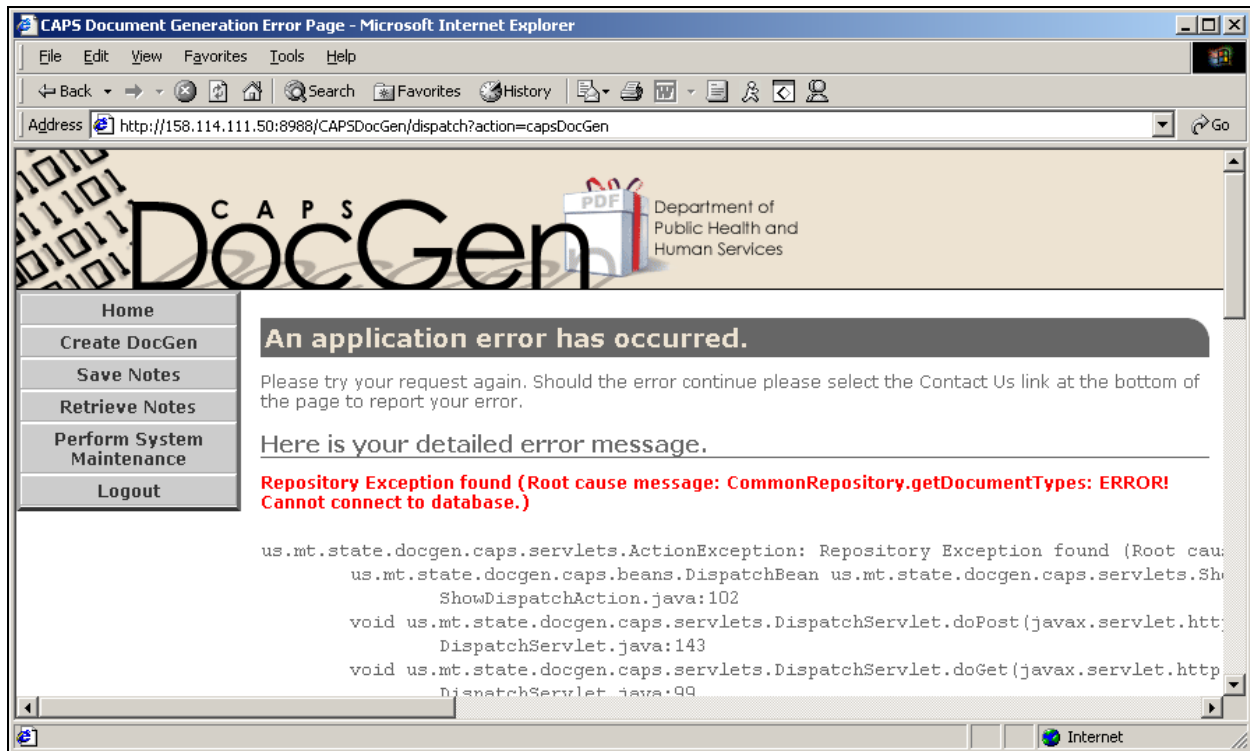 CAPS Document Generation Error Page - Microsoft Internet Explorer
File Edit View Favorites Tools Help
Back Search Favorites History
Address http://158.114.111.50:8988/CAPSDocGen/dispatch?action=capsDocGen Go
CAPS
DocGen
PDF
Department of
Public Health and
Human Services
Home
Create DocGen
Save Notes
Retrieve Notes
Perform System
Maintenance
Logout
An application error has occurred.
Please try your request again. Should the error continue please select the Contact Us link at the bottom of
the page to report your error.
Here is your detailed error message.
Repository Exception found (Root cause message: CommonRepository.getDocumentTypes: ERROR!
Cannot connect to database.)
us.mt.state.docgen.caps.servlets.ActionException: Repository Exception found (Root cau
us.mt.state.docgen.caps.beans.DispatchBean us.mt.state.docgen.caps.servlets.Sh
ShowDispatchAction.java:102
void us.mt.state.docgen.caps.servlets.DispatchServlet.doPost(javax.servlet.htt
DispatchServlet.java:143
void us.mt.state.docgen.caps.servlets.DispatchServlet.doGet(javax.servlet.http
DispatchServlet.java:99
Internet